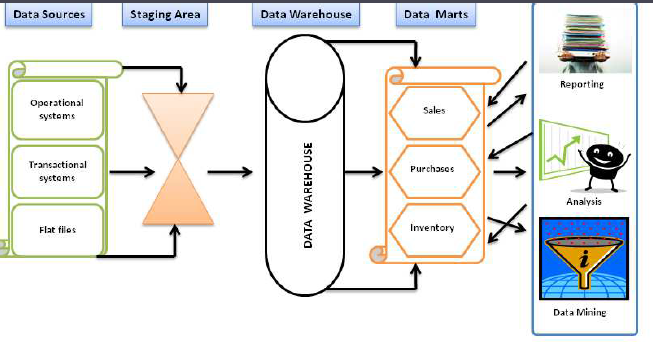 Data Sources
Staging Area
Data Warehouse
Data Marts
Operational
systems
Transactional
systems
Flat files
DATA WAREHOUSE
Sales
Purchases
Inventory
Reporting
Analysis
i
Data Mining